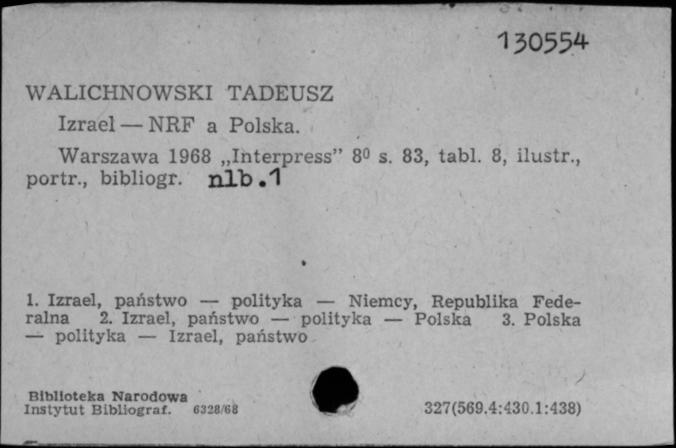 130554
WALICHNOWSKI TADEUSZ
Izrael — NRF a Polska.
Warszawa 1968 „Interpress” 8⁰ s. 83, tabl. 8, ilustr.,
portr., bibliogr. nlb.1
1. Izrael, państwo — polityka — Niemcy, Republika Fede-
ralna 2. Izrael, państwo — polityka — Polska 3. Polska
— polityka — Izrael, państwo
Biblioteka Narodowa
Instytut Bibliograf. 6328/68 327(569.4:430.1:438)